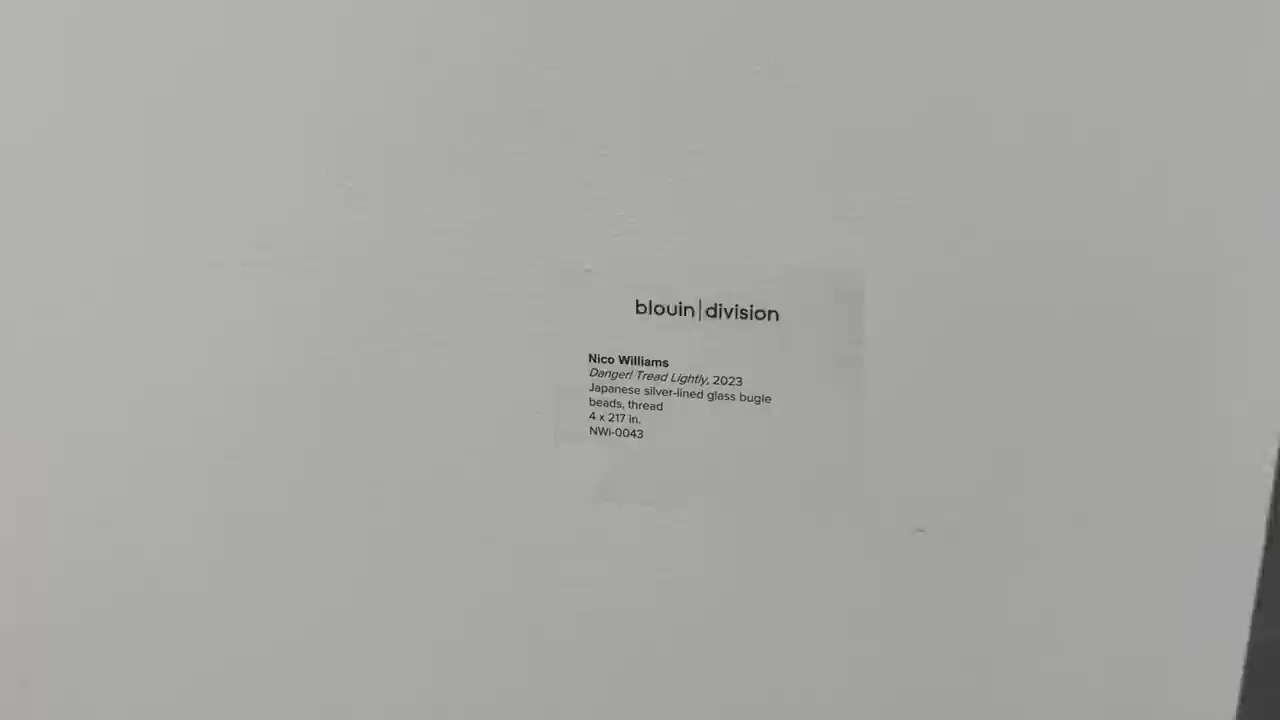 blouin|division
Nico Williams
Danger! Tread Lightly, 2023
Japanese silver-lined glass bugle
beads, thread
4 x 217 in.
NWi-0043